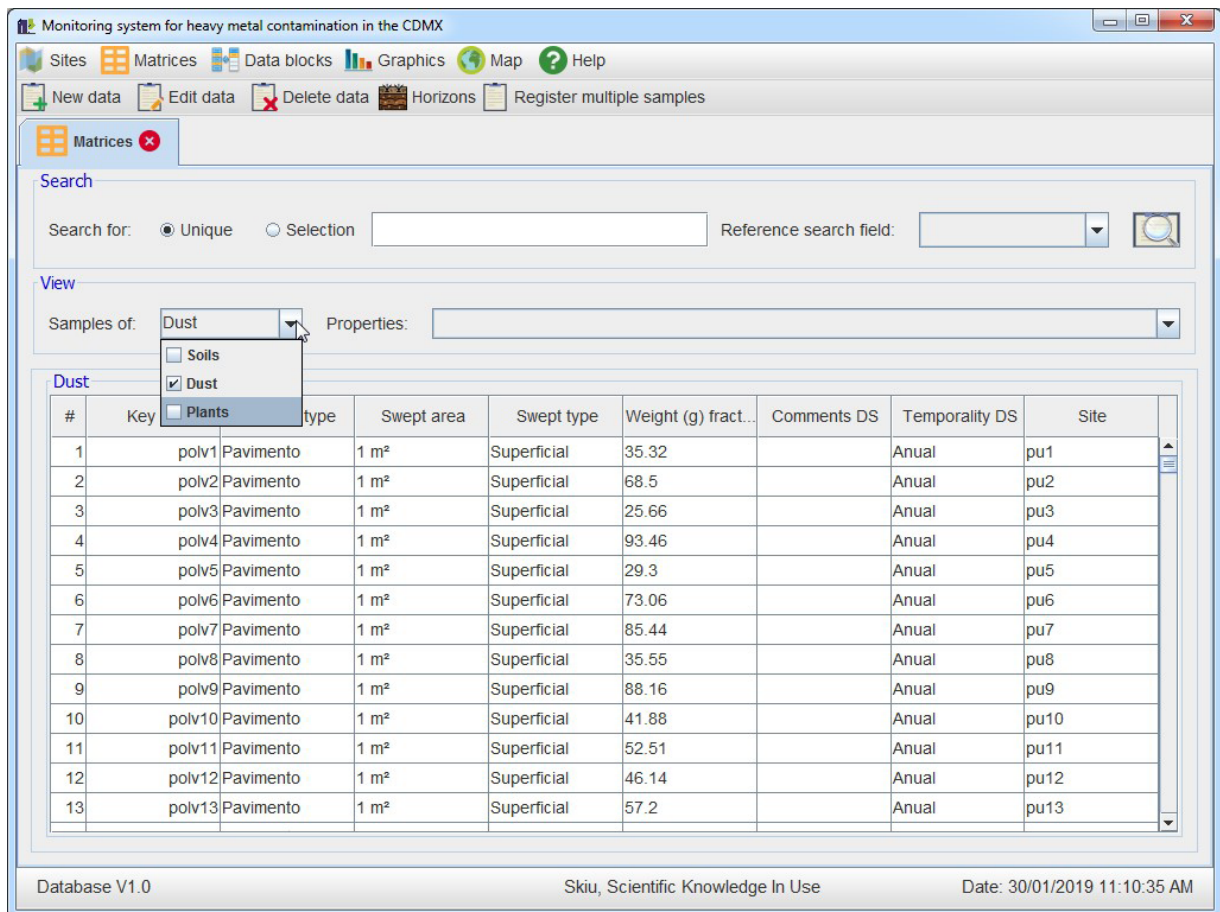 Monitoring system for heavy metal contamination in the CDMX
Sites Matrices Data blocks Graphics Map Help
New data Edit data Delete data Horizons Register multiple samples
Matrices
Search
Search for: Unique Selection Reference search field:
View
Samples of: Dust Properties:
Soils
Dust
Plants
Dust
# Key type Swept area Swept type Weight (g) fract... Comments DS Temporality DS Site
1 polv1 Pavimento 1 m² Superficial 35.32 Anual pu1
2 polv2 Pavimento 1 m² Superficial 68.5 Anual pu2
3 polv3 Pavimento 1 m² Superficial 25.66 Anual pu3
4 polv4 Pavimento 1 m² Superficial 93.46 Anual pu4
5 polv5 Pavimento 1 m² Superficial 29.3 Anual pu5
6 polv6 Pavimento 1 m² Superficial 73.06 Anual pu6
7 polv7 Pavimento 1 m² Superficial 85.44 Anual pu7
8 polv8 Pavimento 1 m² Superficial 35.55 Anual pu8
9 polv9 Pavimento 1 m² Superficial 88.16 Anual pu9
10 polv10 Pavimento 1 m² Superficial 41.88 Anual pu10
11 polv11 Pavimento 1 m² Superficial 52.51 Anual pu11
12 polv12 Pavimento 1 m² Superficial 46.14 Anual pu12
13 polv13 Pavimento 1 m² Superficial 57.2 Anual pu13
Database V1.0 Skiu, Scientific Knowledge In Use Date: 30/01/2019 11:10:35 AM